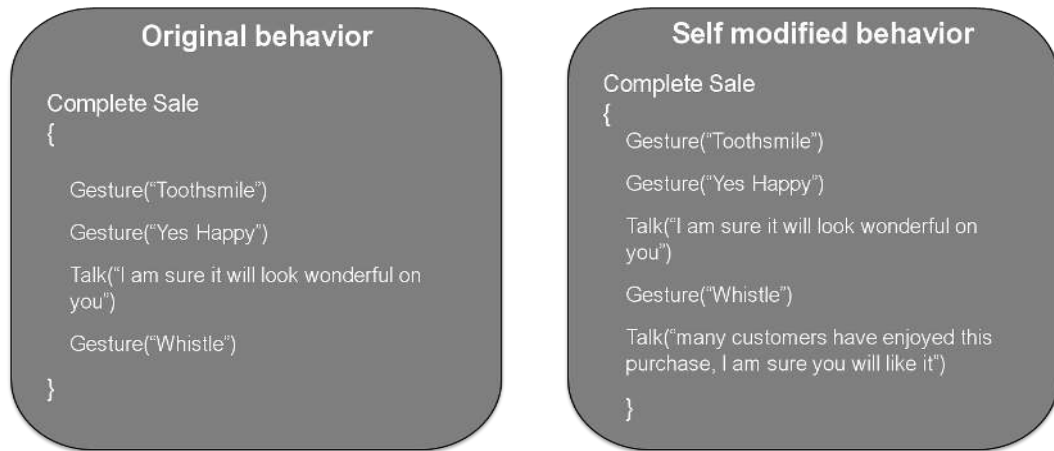 Original behavior
Complete Sale
{
Gesture(“Toothsmile”)
Gesture(“Yes Happy”)
Talk(“I am sure it will look wonderful on
you”)
Gesture(“Whistle”)
}
Self modified behavior
Complete Sale
{
Gesture(“Toothsmile”)
Gesture(“Yes Happy”)
Talk(“I am sure it will look wonderful on
you”)
Gesture(“Whistle”)
Talk(“many customers have enjoyed this
purchase, I am sure you will like it”)
}